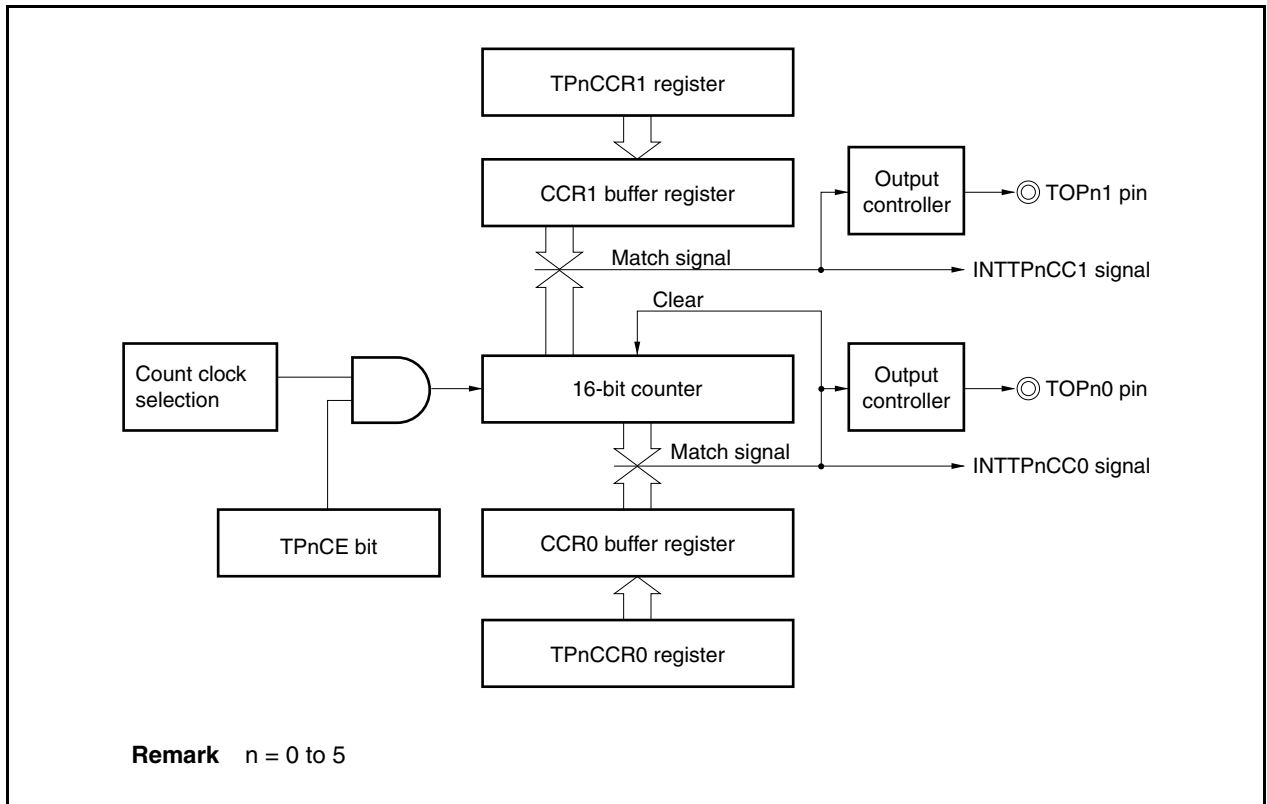 TPnCCR1 register
CCR1 buffer register
Output
controller
TOPn1 pin
Match signal
INTTPnCC1 signal
Clear
Count clock
selection
16-bit counter
Output
controller
TOPn0 pin
Match signal
INTTPnCC0 signal
TPnCE bit
CCR0 buffer register
TPnCCR0 register
Remark n = 0 to 5